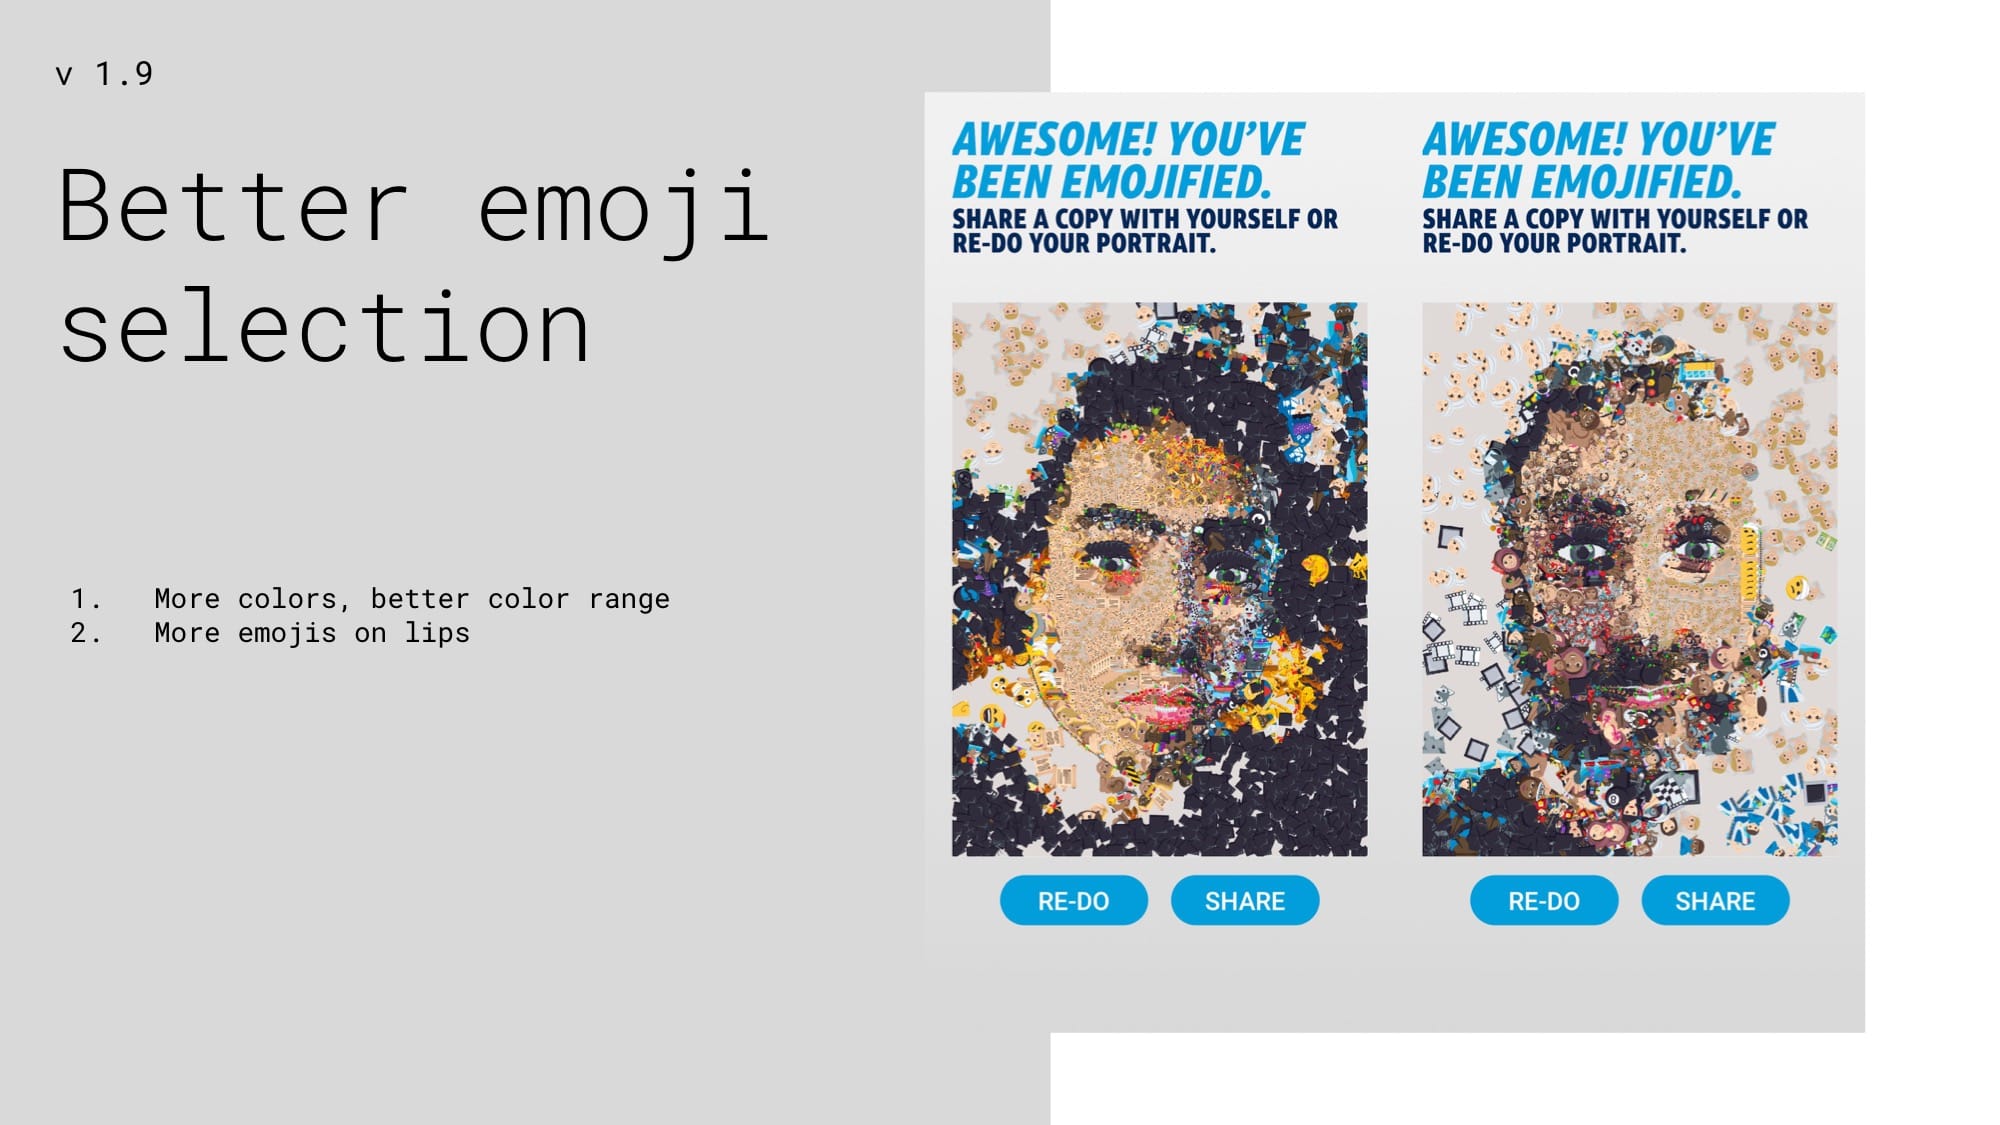 v 1.9
Better emoji
selection
1. More colors, better color range
2. More emojis on lips
AWESOME! YOU’VE
BEEN EMOJIFIED.
SHARE A COPY WITH YOURSELF OR
RE-DO YOUR PORTRAIT.
RE-DO
SHARE
AWESOME! YOU’VE
BEEN EMOJIFIED.
SHARE A COPY WITH YOURSELF OR
RE-DO YOUR PORTRAIT.
RE-DO
SHARE